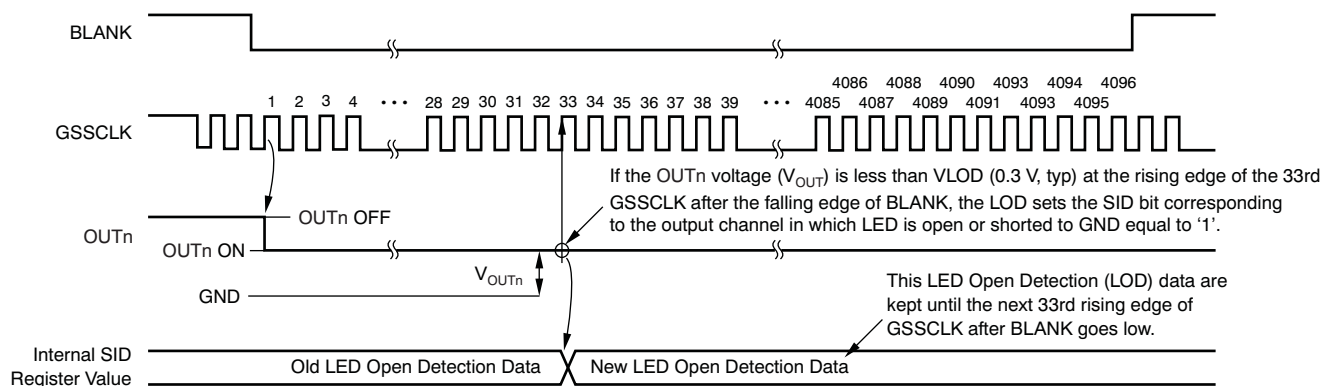 BLANK
4086 4088 4090 4093 4094 4096
1 2 3 4 ••• 28 29 30 31 32 33 34 35 36 37 38 39 ••• 4085 4087 4089 4091 4093 4095
GSSCLK
If the OUTn voltage (VOUT) is less than VLOD (0.3 V, typ) at the rising edge of the 33rd
GSSCLK after the falling edge of BLANK, the LOD sets the SID bit corresponding
to the output channel in which LED is open or shorted to GND equal to ‘1’.
OUTn OFF
OUTn
OUTn ON
VOUTn
GND
This LED Open Detection (LOD) data are
kept until the next 33rd rising edge of
GSSCLK after BLANK goes low.
Internal SID
Register Value
Old LED Open Detection Data
New LED Open Detection Data